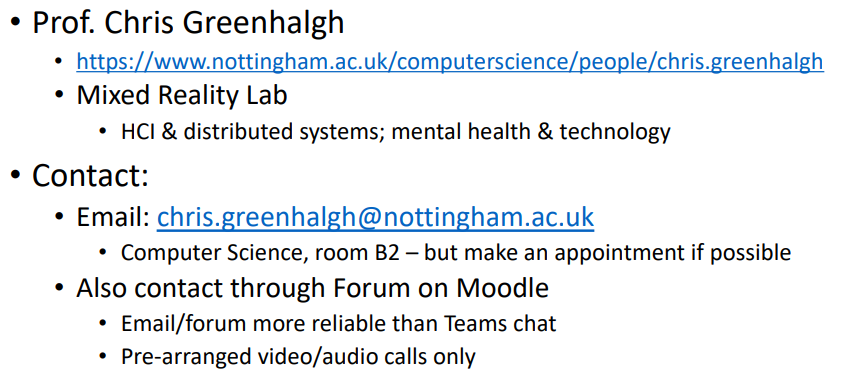 • Prof. Chris Greenhalgh
• https://www.nottingham.ac.uk/computerscience/people/chris.greenhalgh
• Mixed Reality Lab
• HCI & distributed systems; mental health & technology
• Contact:
• Email: chris.greenhalgh@nottingham.ac.uk
• Computer Science, room B2 – but make an appointment if possible
• Also contact through Forum on Moodle
• Email/forum more reliable than Teams chat
• Pre-arranged video/audio calls only